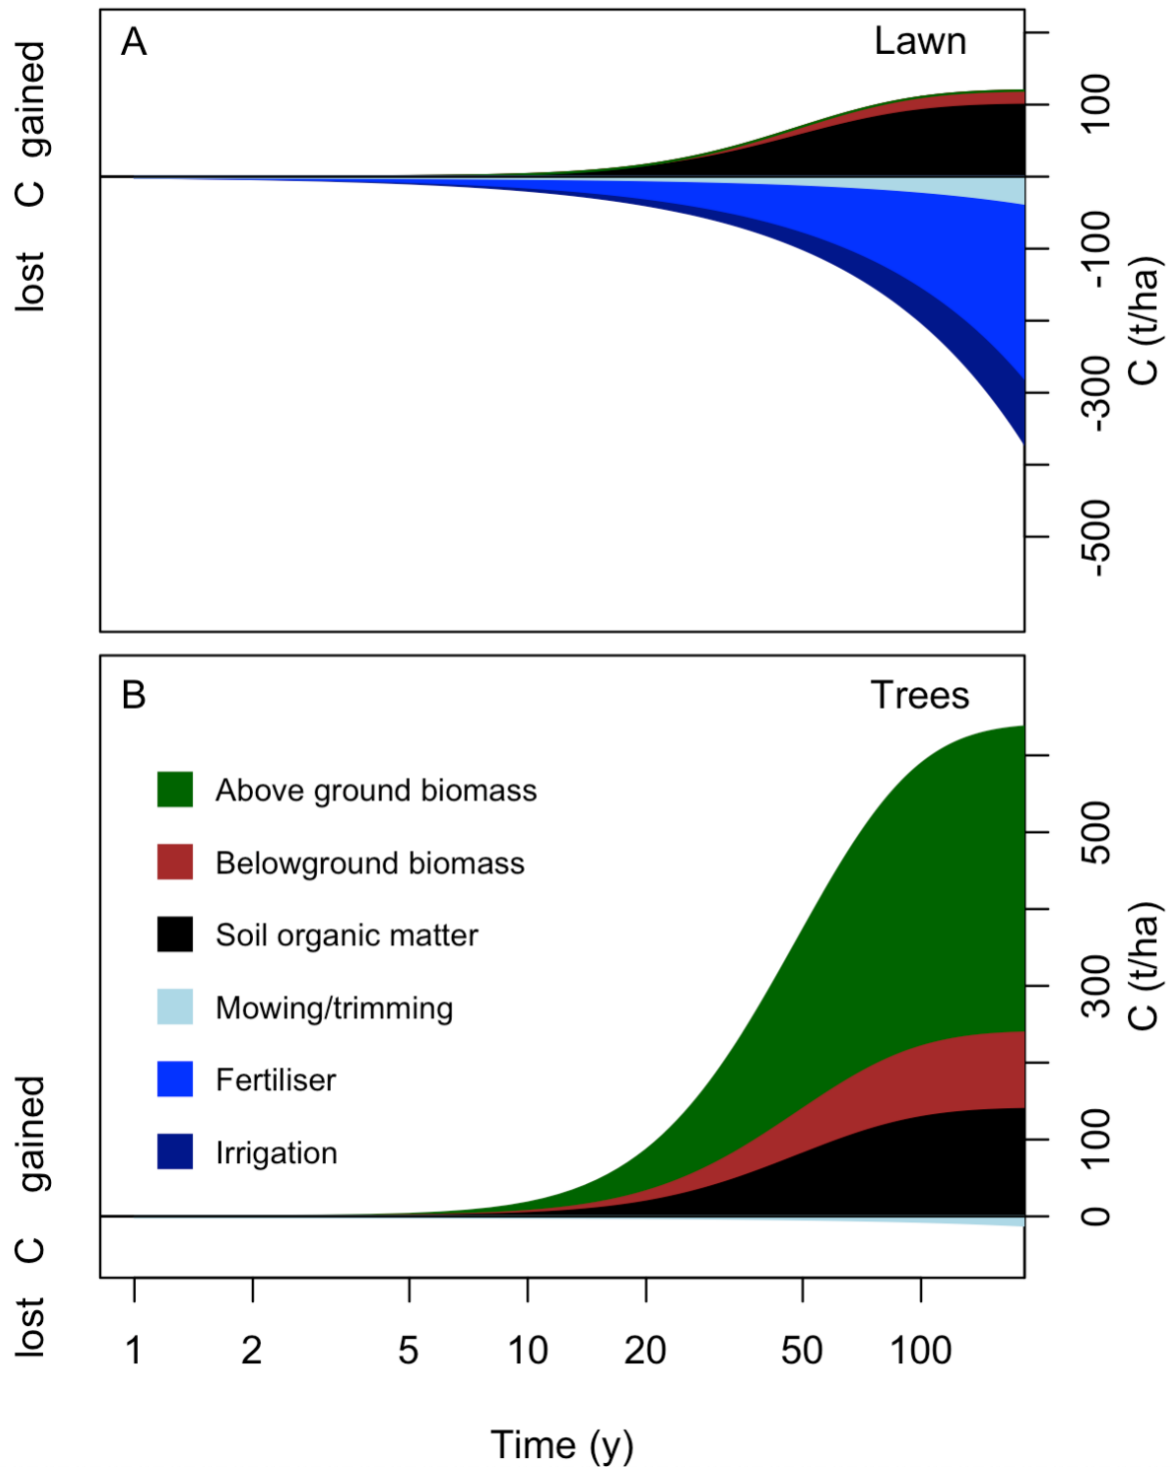 A
Lawn
lost C gained
100
-100
-300
-500
C (t/ha)
B
Trees
Above ground biomass
Belowground biomass
Soil organic matter
Mowing/trimming
Fertiliser
Irrigation
lost C gained
500
300
100
0
C (t/ha)
1 2 5 10 20 50 100
Time (y)